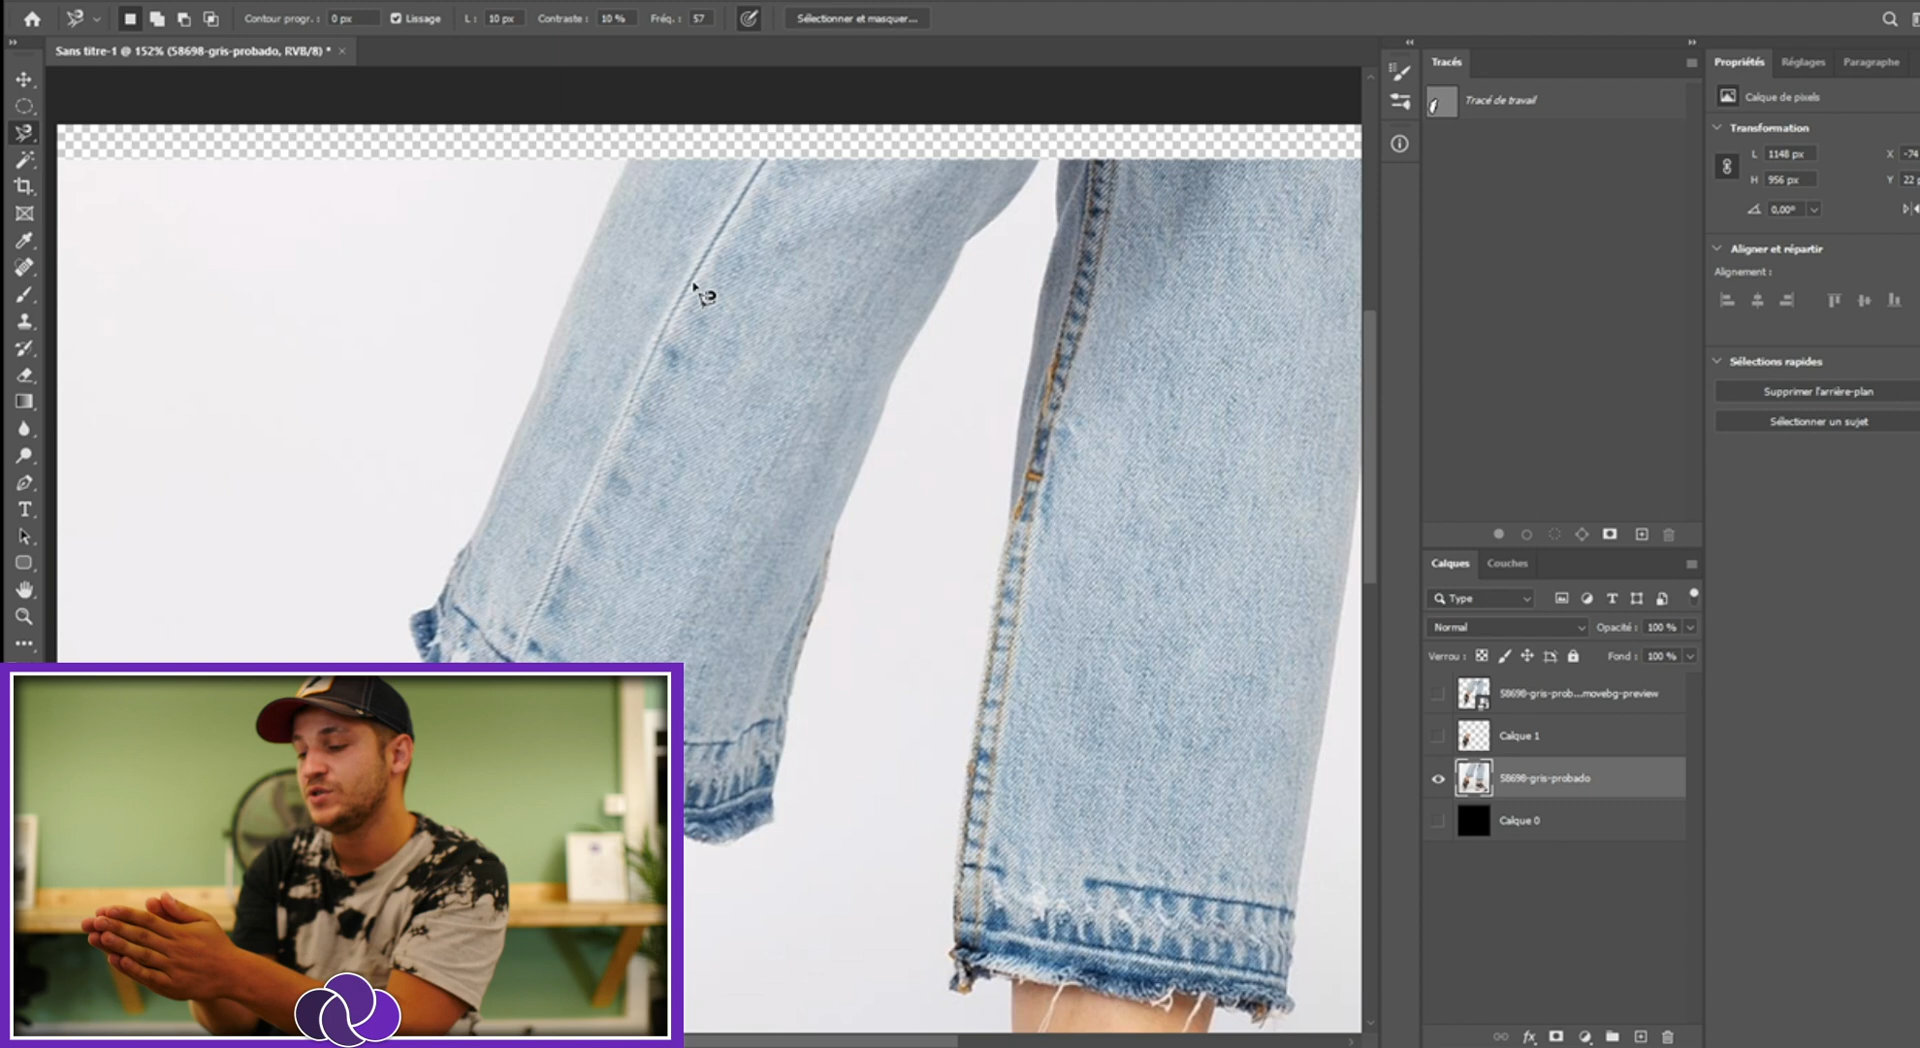 Contour progr. : 0 px Lissage L : 10 px Contraste : 10 % Fréq. : 57 Sélectionner et masquer...
Sans titre-1 @ 152% (58698-gris-probado, RVB/8) * ×
Tracés
Tracé de travail
Propriétés Réglages Paragraphe
Calque de pixels
Transformation
L 1148 px X -74
H 956 px Y 22 p
0,00°
Aligner et répartir
Alignement :
Sélections rapides
Supprimer l'arrière-plan
Sélectionner un sujet
Calques Couches
Type
Normal Opacité : 100 %
Verrou : Fond : 100 %
58698-gris-prob...movebg-preview
Calque 1
58698-gris-probado
Calque 0